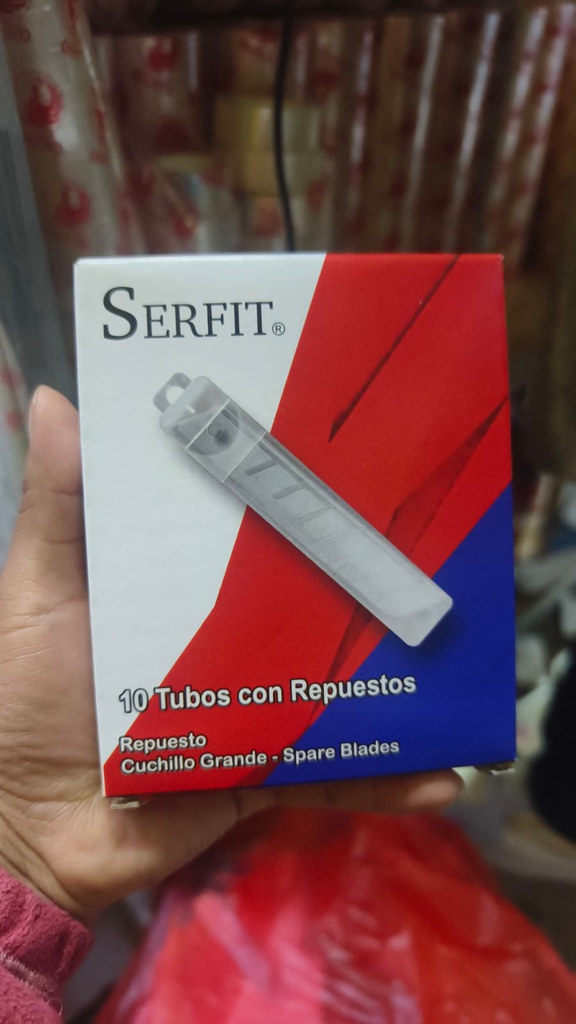 SERFIT®
10 Tubos con Repuestos
Repuesto
Cuchillo Grande - Spare Blades